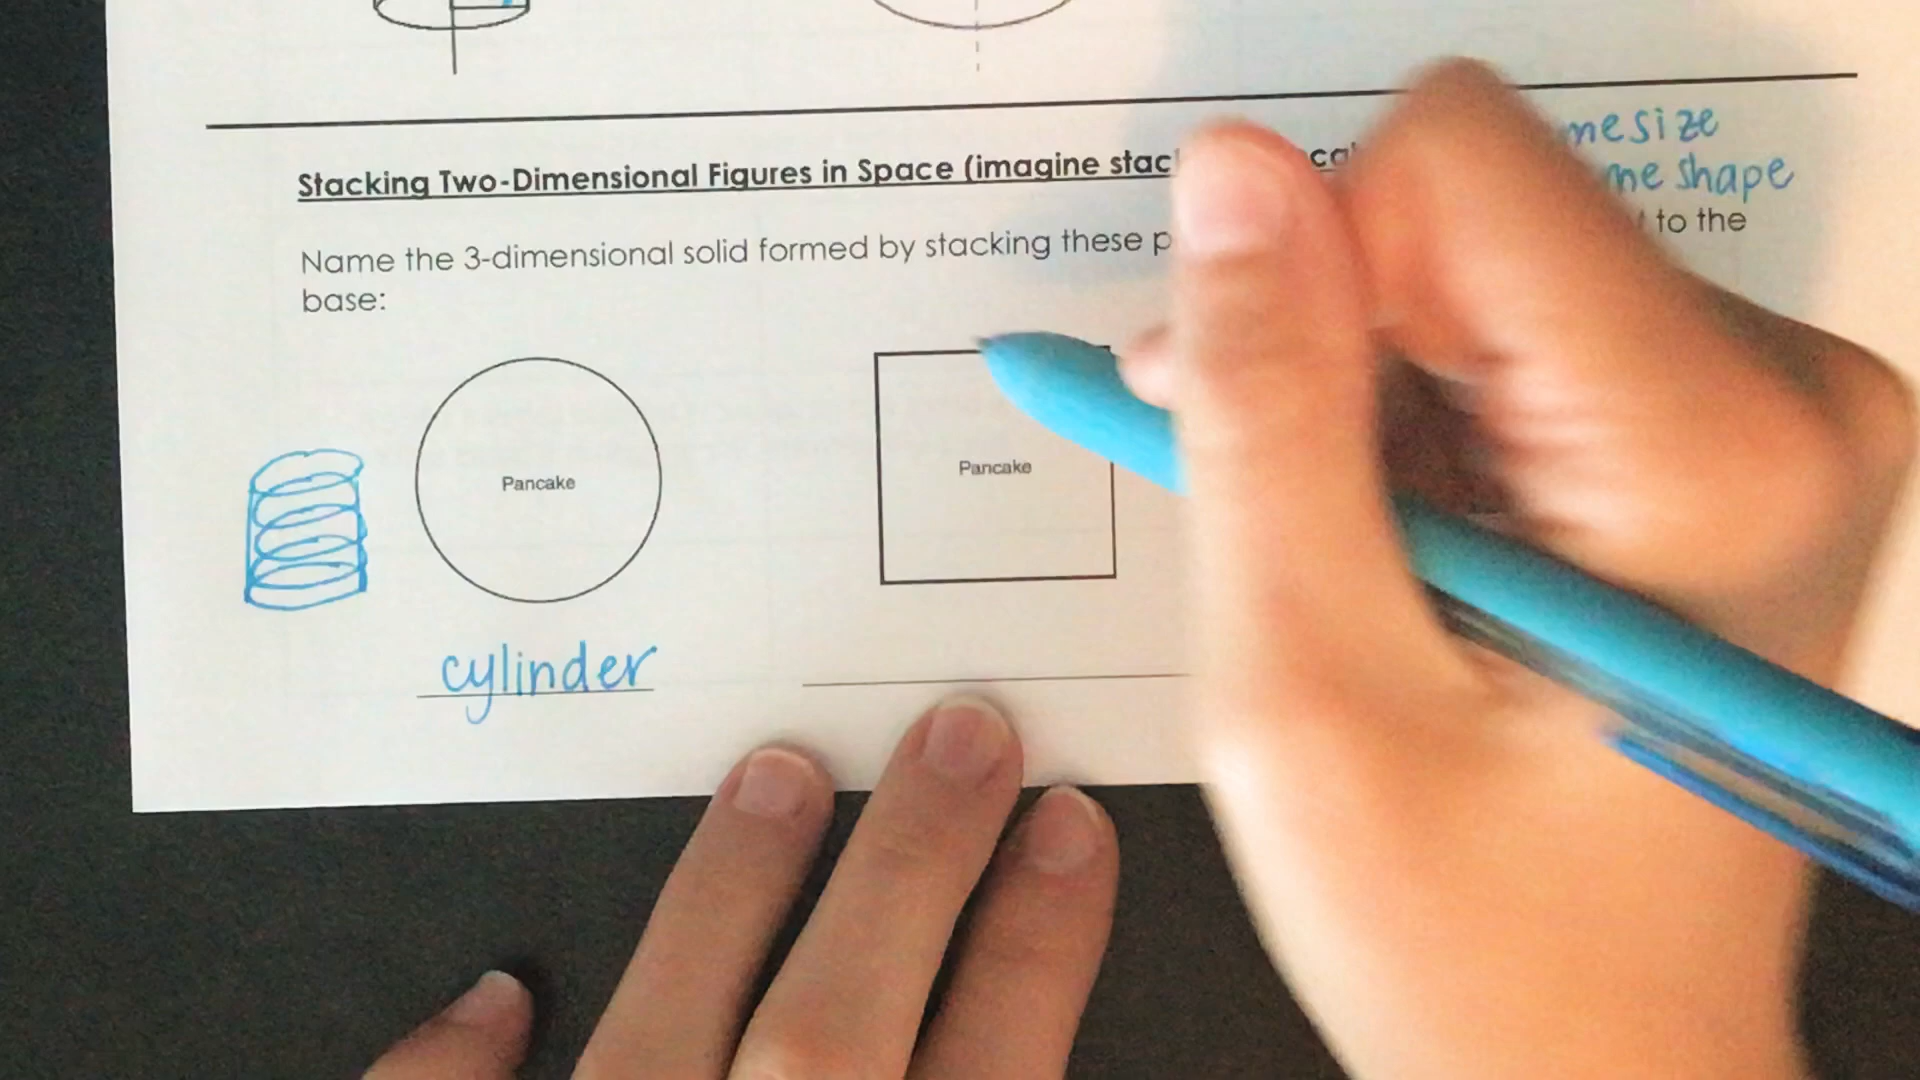 mesize
Stacking Two-Dimensional Figures in Space (imagine
me shape
Name the 3-dimensional solid formed by stacking these to the
base:
Pancake
Pancake
cylinder